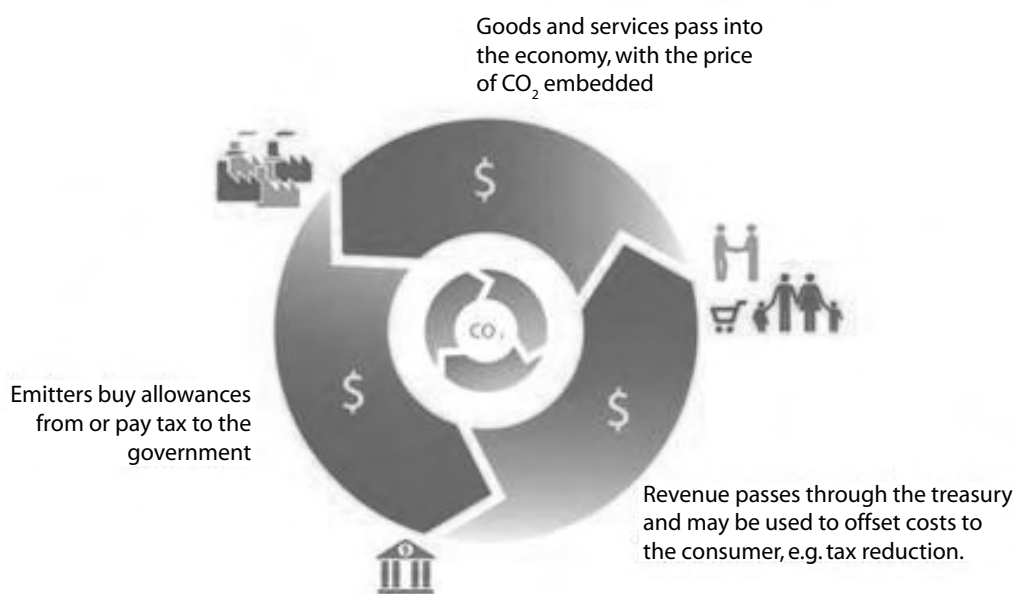 Goods and services pass into
the economy, with the price
of CO₂ embedded
$
CO₂
$
$
Emitters buy allowances
from or pay tax to the
government
Revenue passes through the treasury
and may be used to offset costs to
the consumer, e.g. tax reduction.